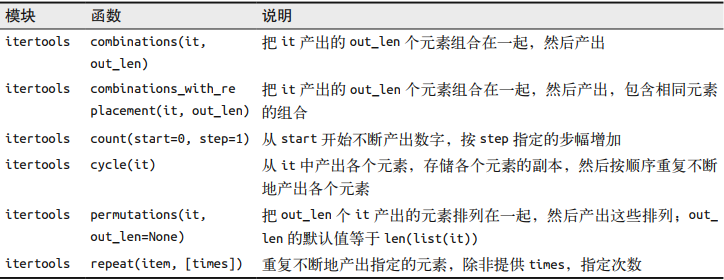 模块 函数 说明
itertools combinations(it, 把 it 产出的 out_len 个元素组合在一起，然后产出
out_len)
itertools combinations_with_re 把 it 产出的 out_len 个元素组合在一起，然后产出，包含相同元素
placement(it, out_len) 的组合
itertools count(start=0, step=1) 从 start 开始不断产出数字，按 step 指定的步幅增加
itertools cycle(it) 从 it 中产出各个元素，存储各个元素的副本，然后按顺序重复不断
地产出各个元素
itertools permutations(it, 把 out_len 个 it 产出的元素排列在一起，然后产出这些排列；out_
out_len=None) len 的默认值等于 len(list(it))
itertools repeat(item, [times]) 重复不断地产出指定的元素，除非提供 times，指定次数